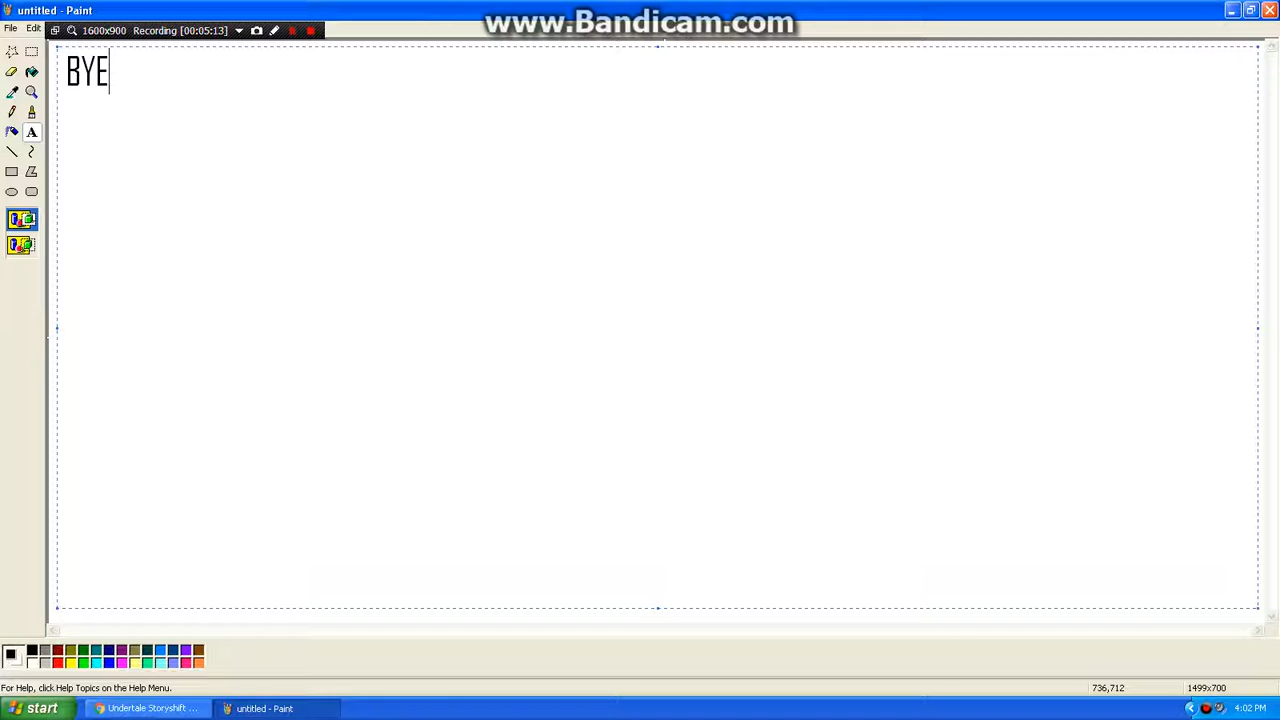 untitled - Paint
www.Bandicam.com
File Edit
1600x900 Recording [00:05:13]
BYE
A
For Help, click Help Topics on the Help Menu.
736,712
1499x700
start
Undertale Storyshift ...
untitled - Paint
4:02 PM